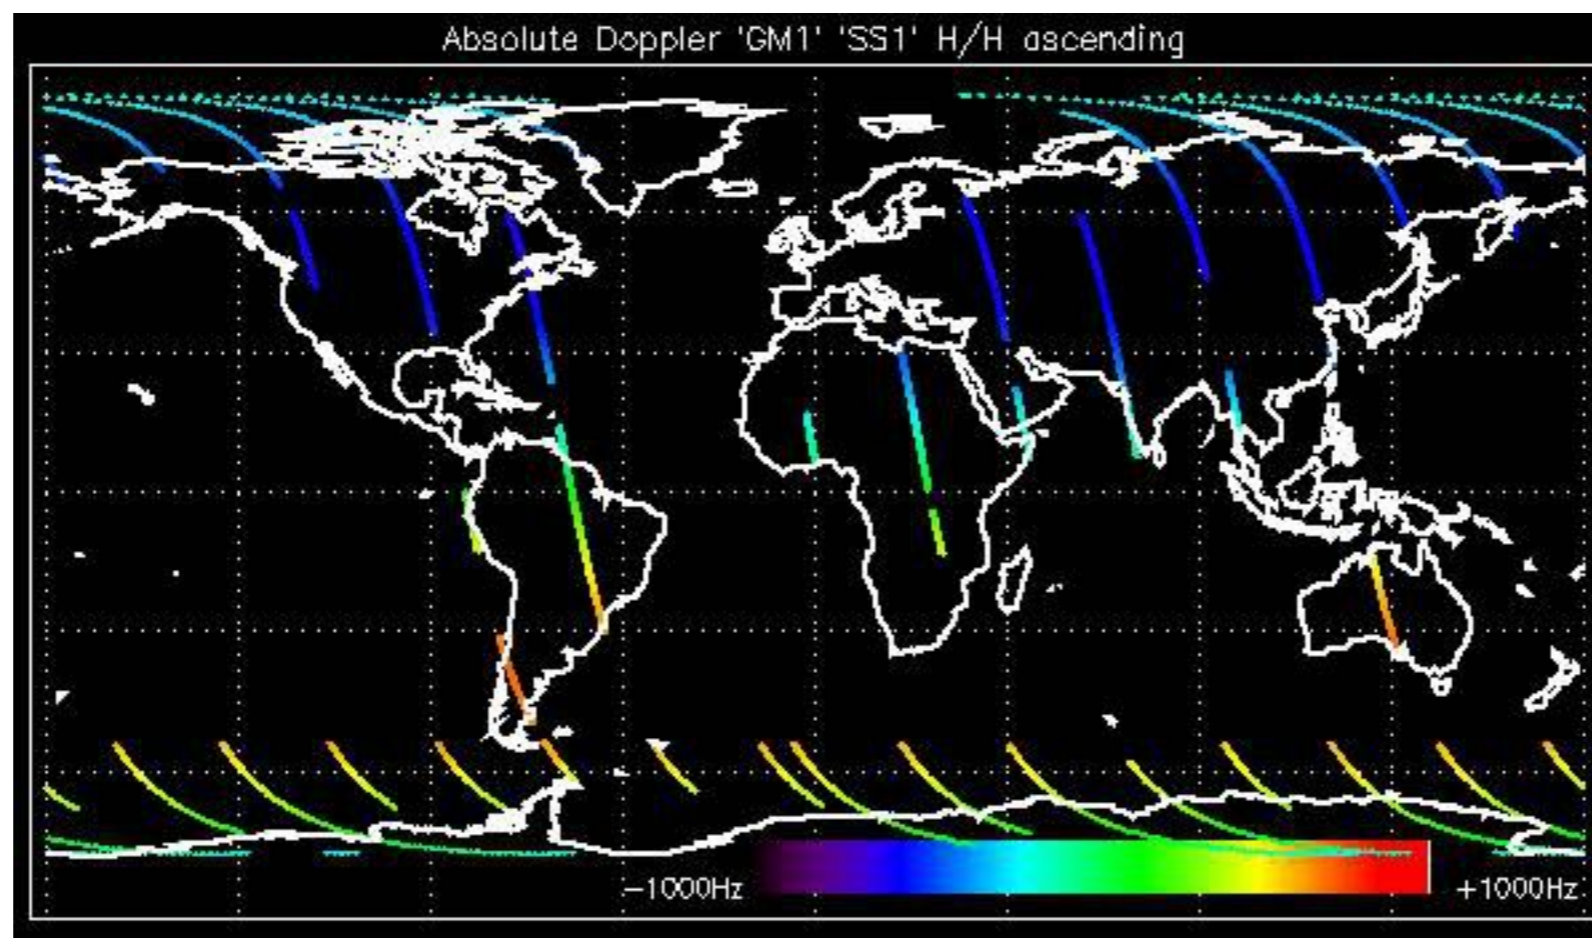 Absolute Doppler 'GM1' 'SS1' H/H ascending
−1000Hz
+1000Hz